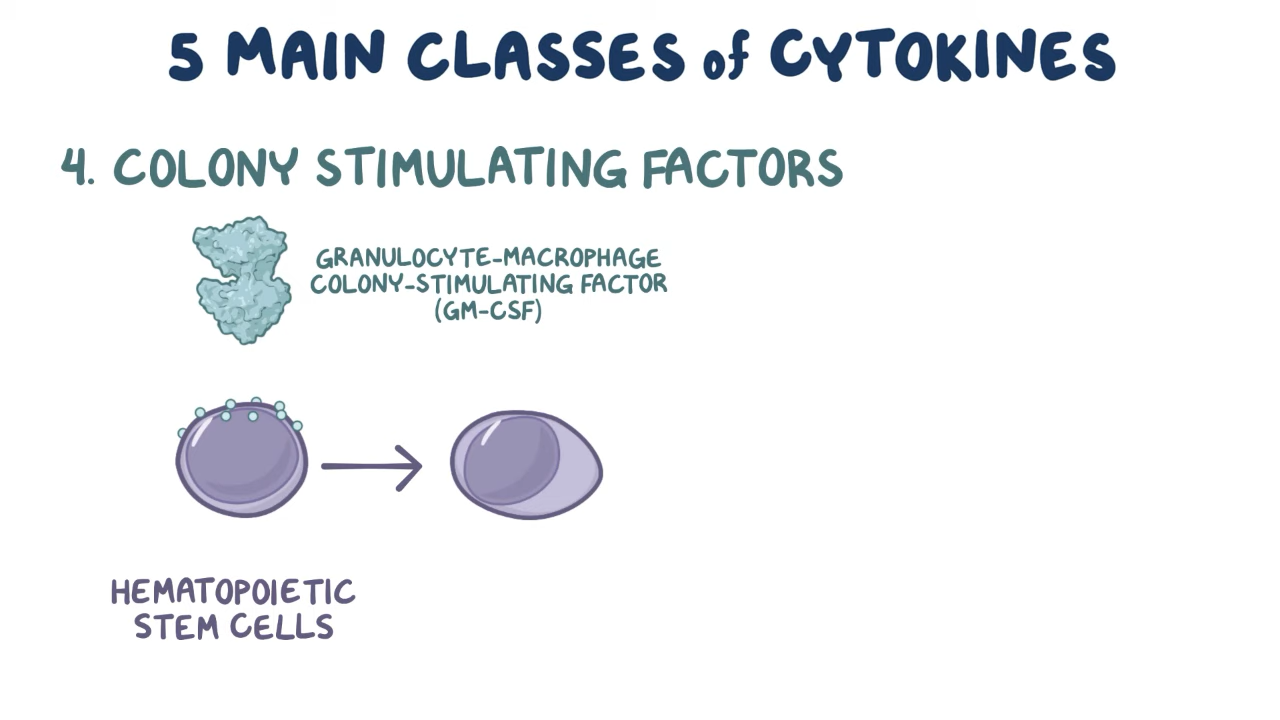 5 MAIN CLASSES of CYTOKINES
4. COLONY STIMULATING FACTORS
GRANULOCYTE-MACROPHAGE
COLONY-STIMULATING FACTOR
(GM-CSF)
HEMATOPOIETIC
STEM CELLS